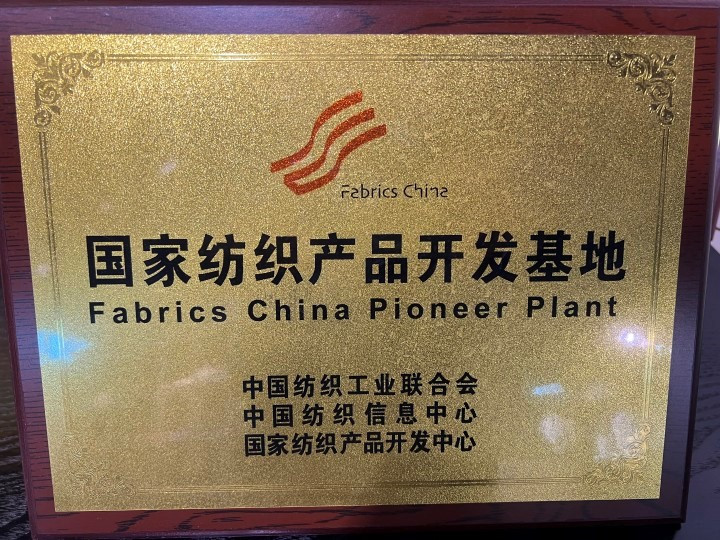 Fabrics China
国家纺织产品开发基地
Fabrics China Pioneer Plant
中国纺织工业联合会
中国纺织信息中心
国家纺织产品开发中心